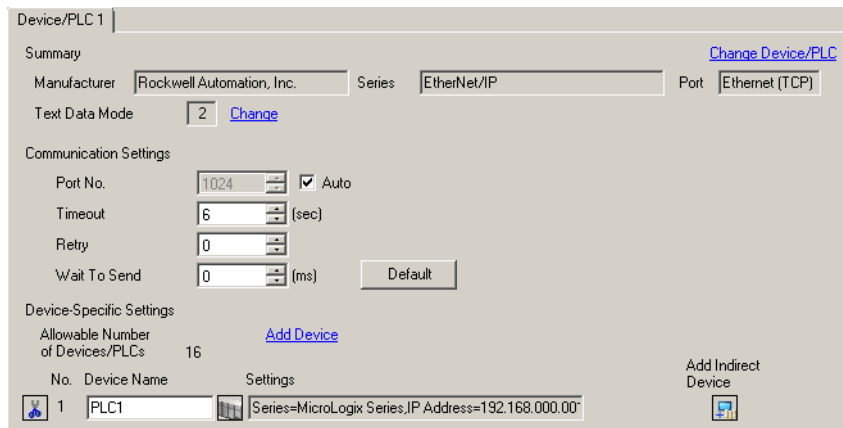 Device/PLC 1
Summary
Change Device/PLC
Manufacturer Rockwell Automation, Inc. Series EtherNet/IP Port Ethernet (TCP)
Text Data Mode 2 Change
Communication Settings
Port No. 1024 Auto
Timeout 6 (sec)
Retry 0
Wait To Send 0 (ms) Default
Device-Specific Settings
Allowable Number of Devices/PLCs 16 Add Device
Add Indirect Device
No. Device Name Settings
1 PLC1 Series=MicroLogix Series,IP Address=192.168.000.00